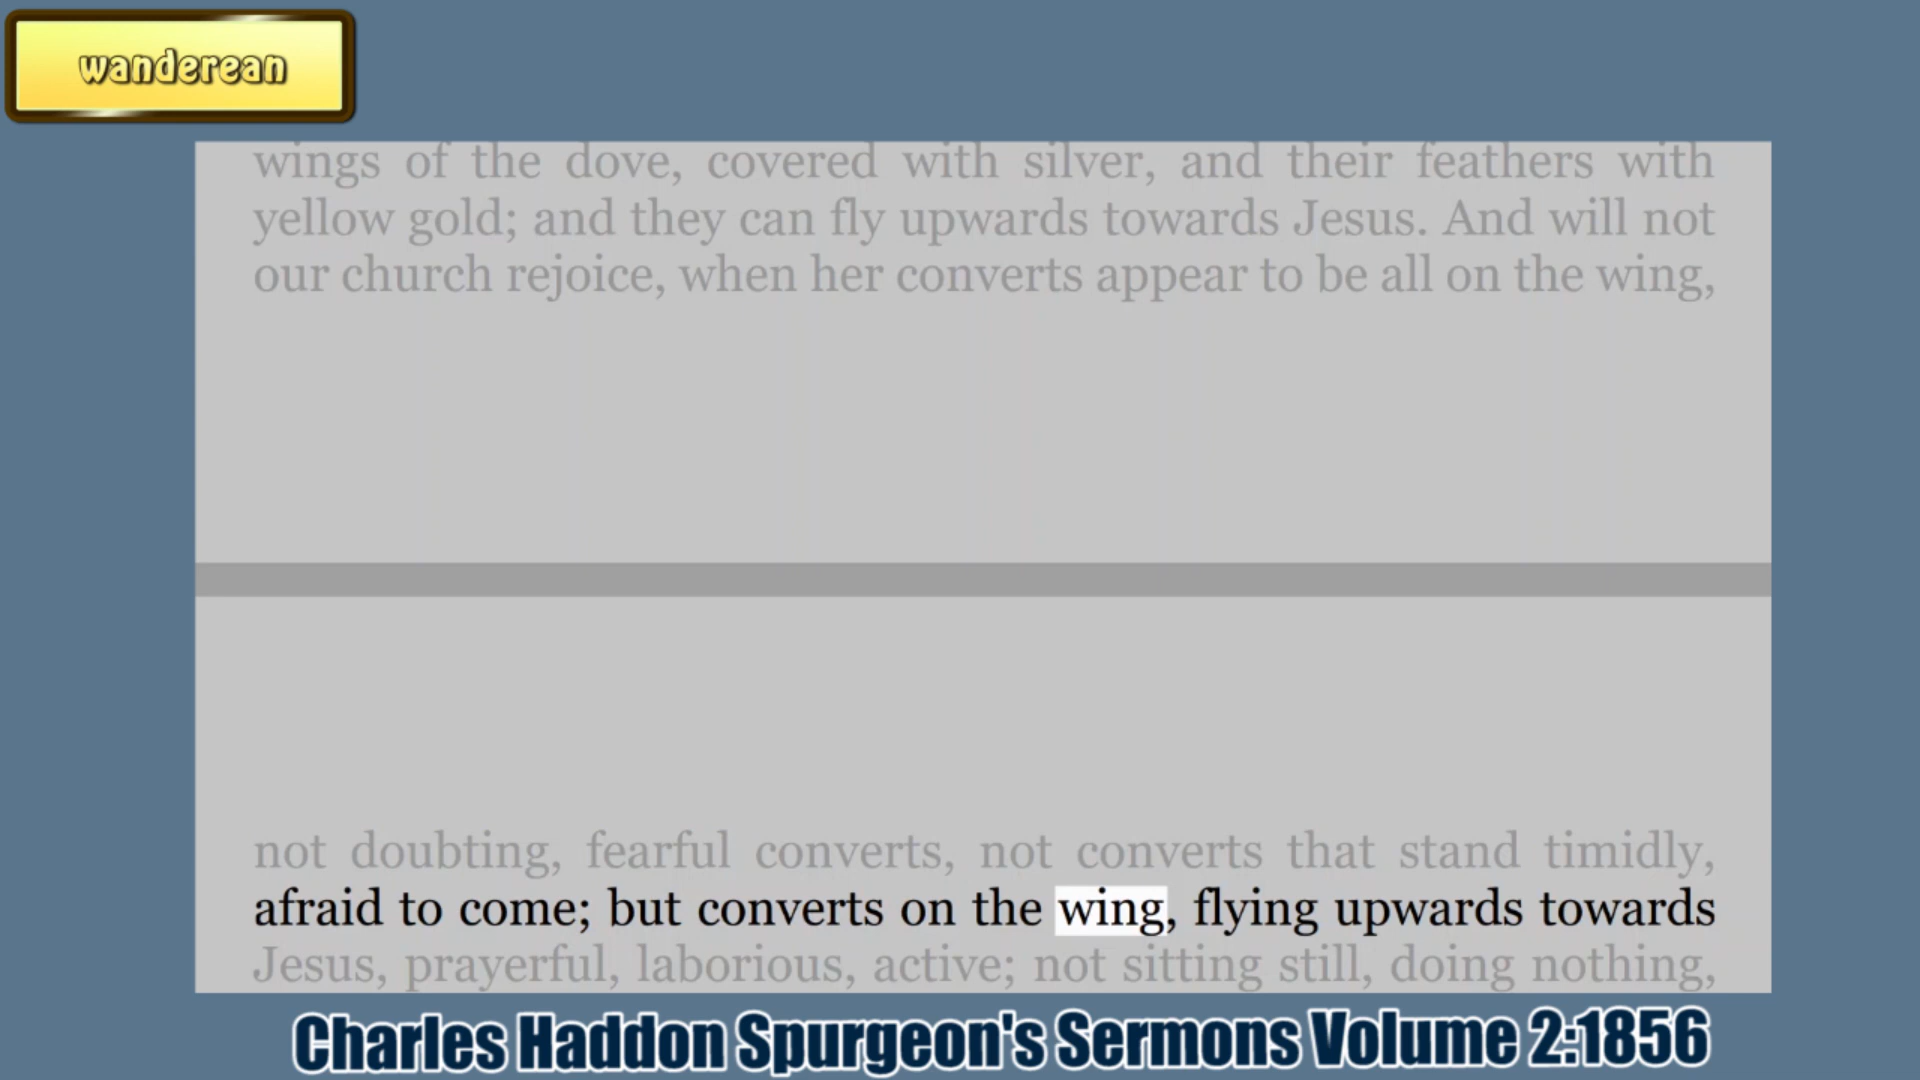 wanderean
wings of the dove, covered with silver, and their feathers with
yellow gold; and they can fly upwards towards Jesus. And will not
our church rejoice, when her converts appear to be all on the wing,
not doubting, fearful converts, not converts that stand timidly,
afraid to come; but converts on the wing, flying upwards towards
Jesus, prayerful, laborious, active; not sitting still, doing nothing,
Charles Haddon Spurgeon's Sermons Volume 2:1856